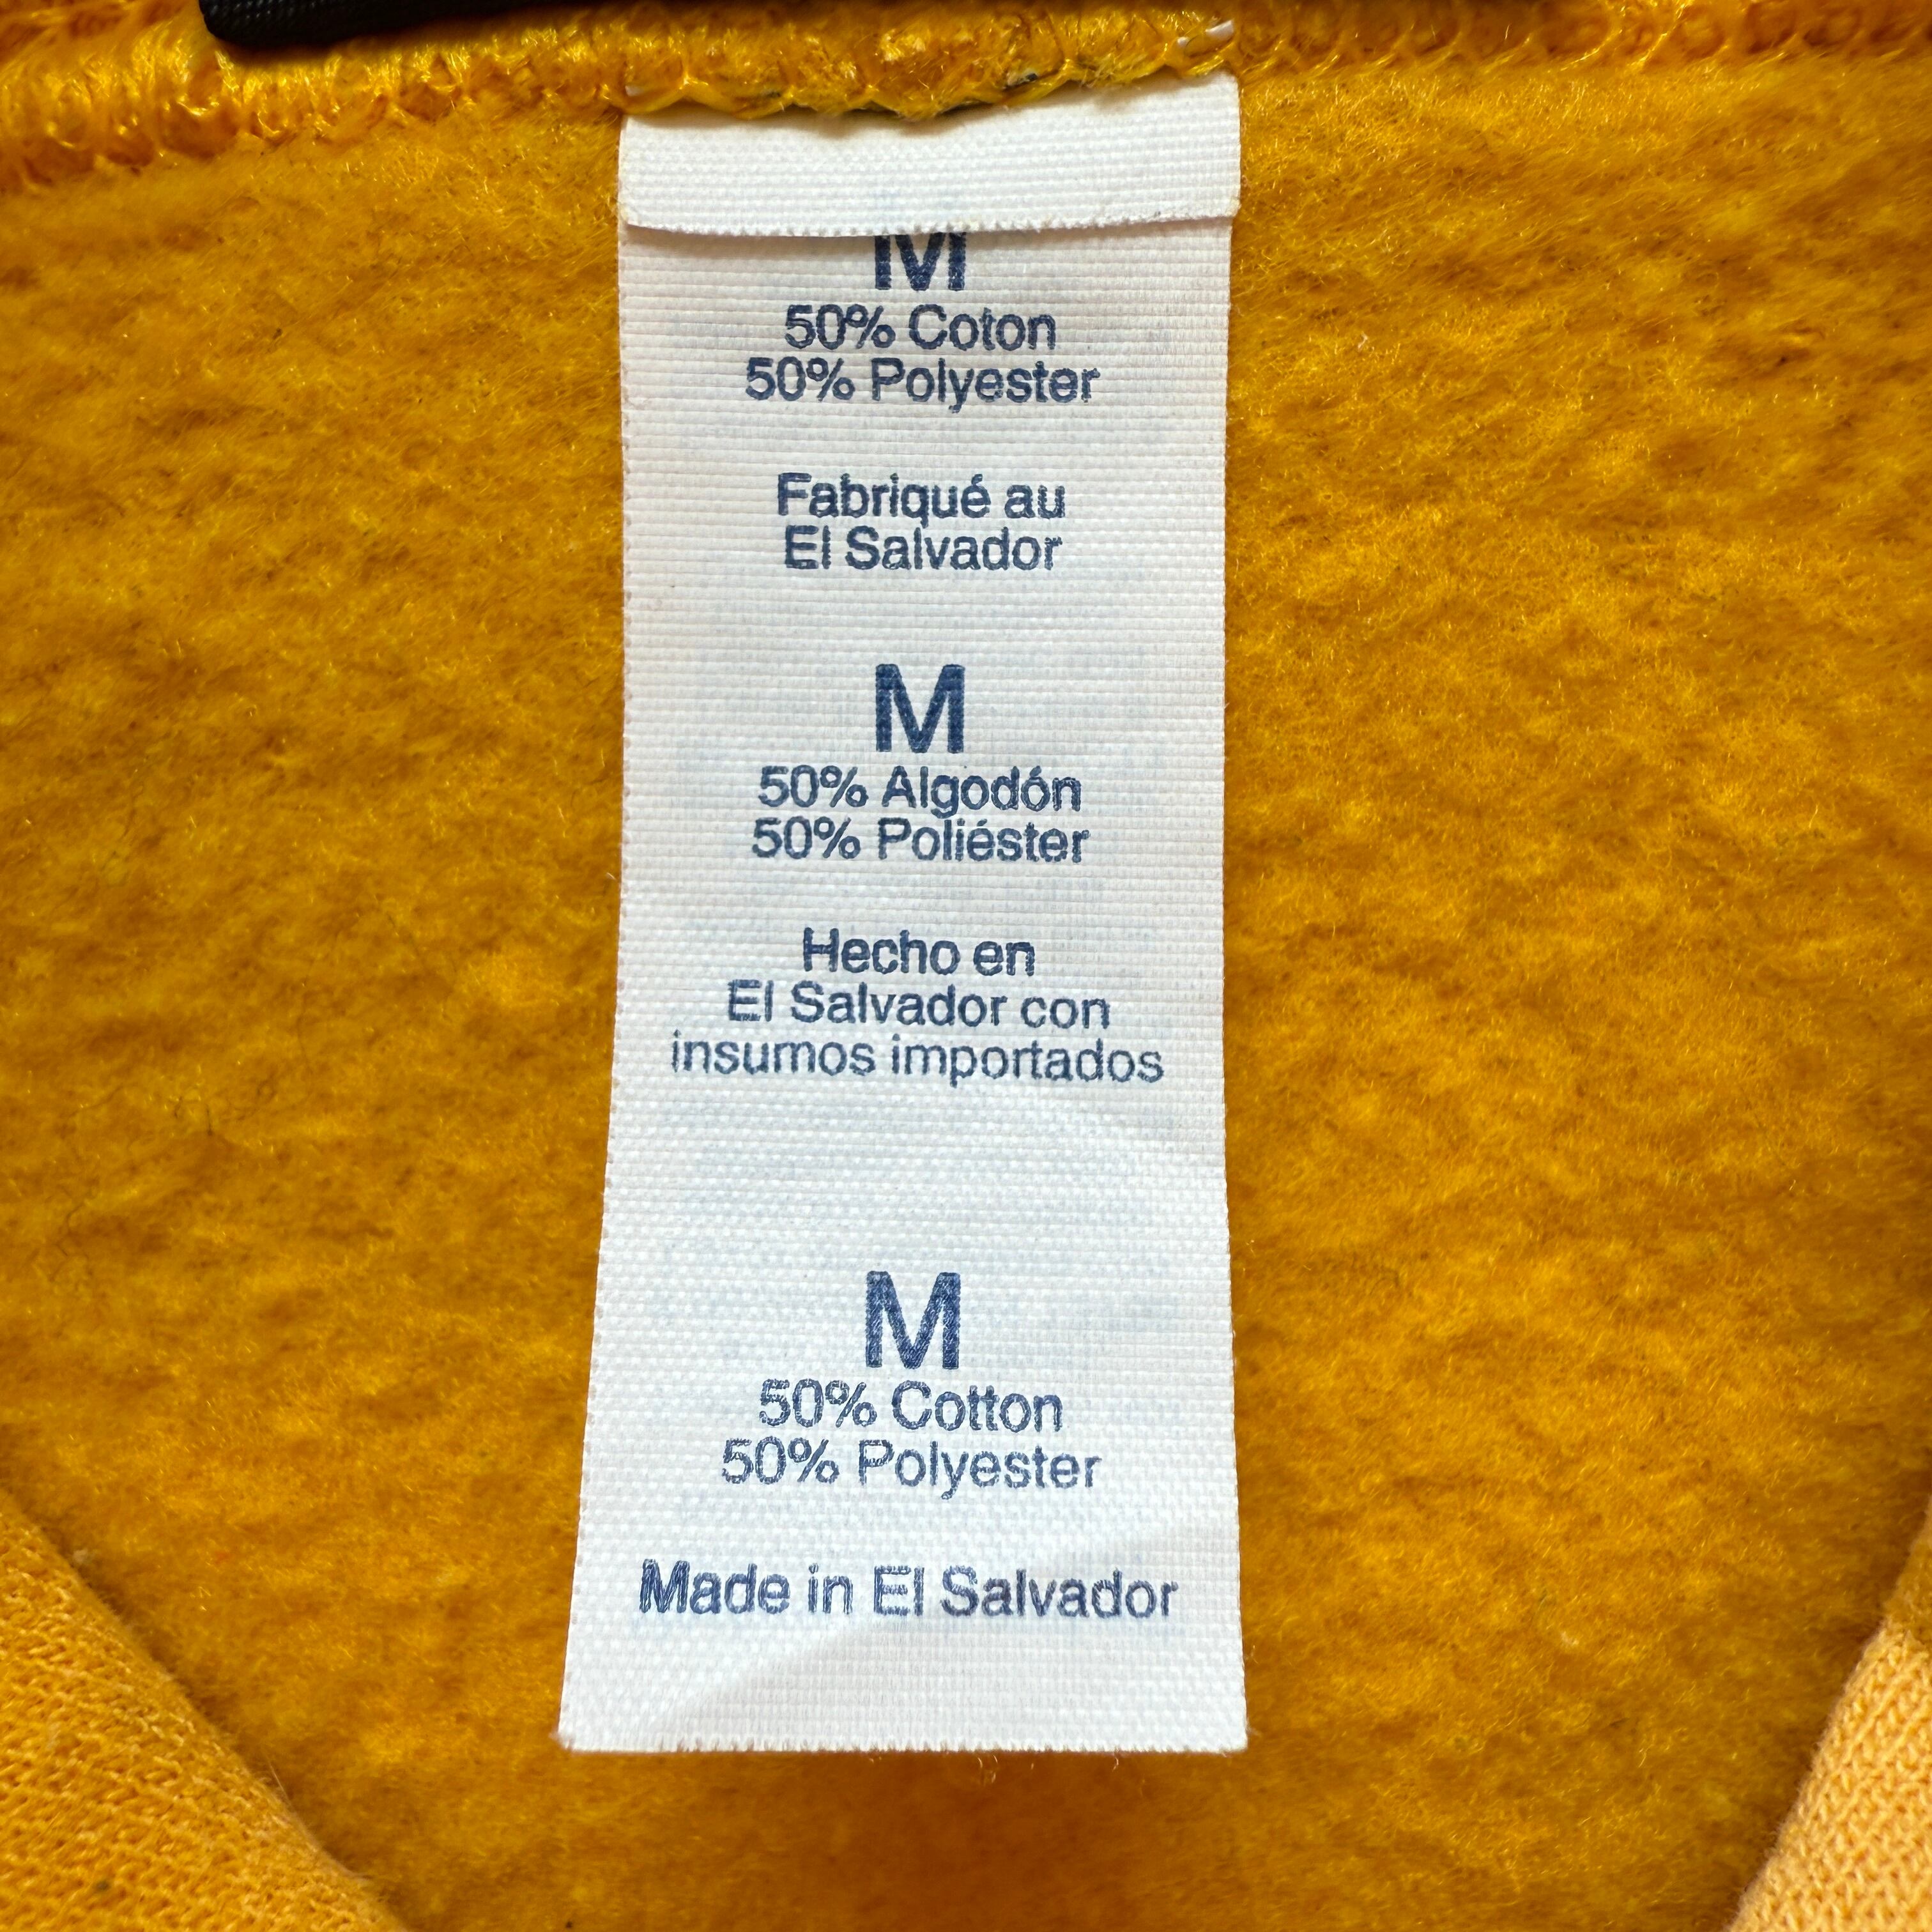 M
50% Coton
50% Polyester
Fabriqué au
El Salvador
M
50% Algodón
50% Poliéster
Hecho en
El Salvador con
insumos importados
M
50% Cotton
50% Polyester
Made in El Salvador